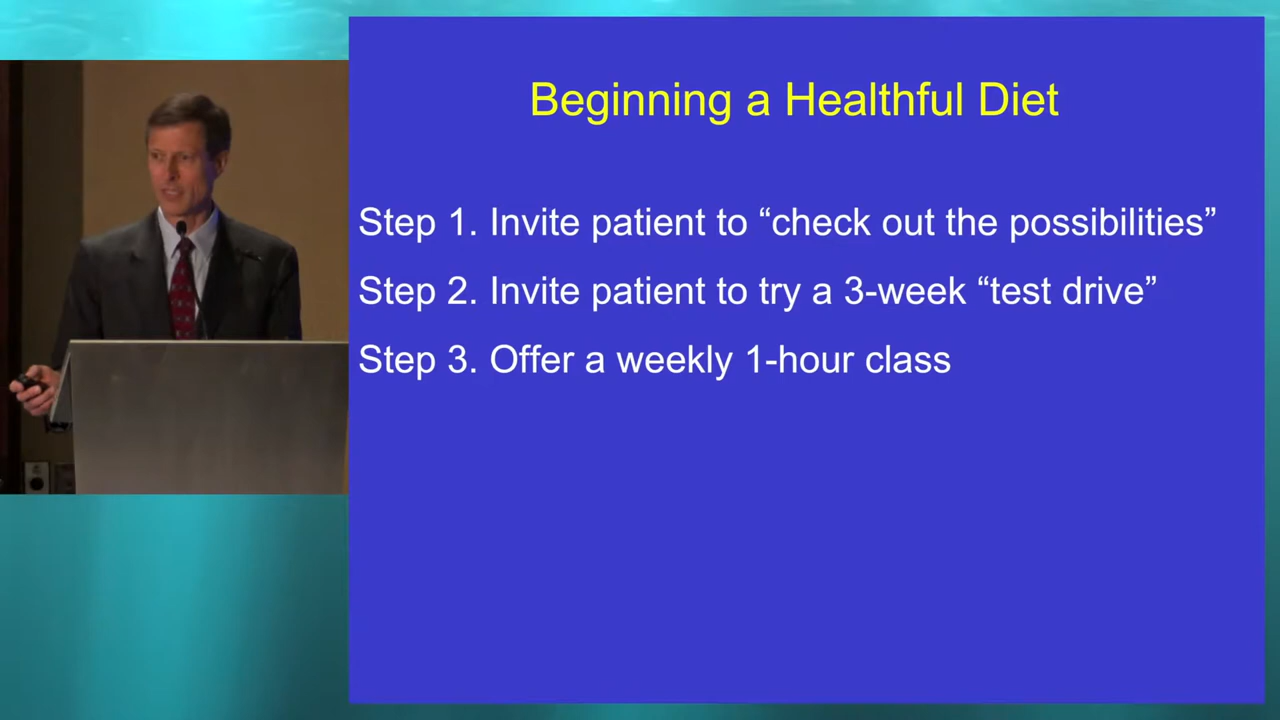 Beginning a Healthful Diet
Step 1. Invite patient to “check out the possibilities”
Step 2. Invite patient to try a 3-week “test drive”
Step 3. Offer a weekly 1-hour class